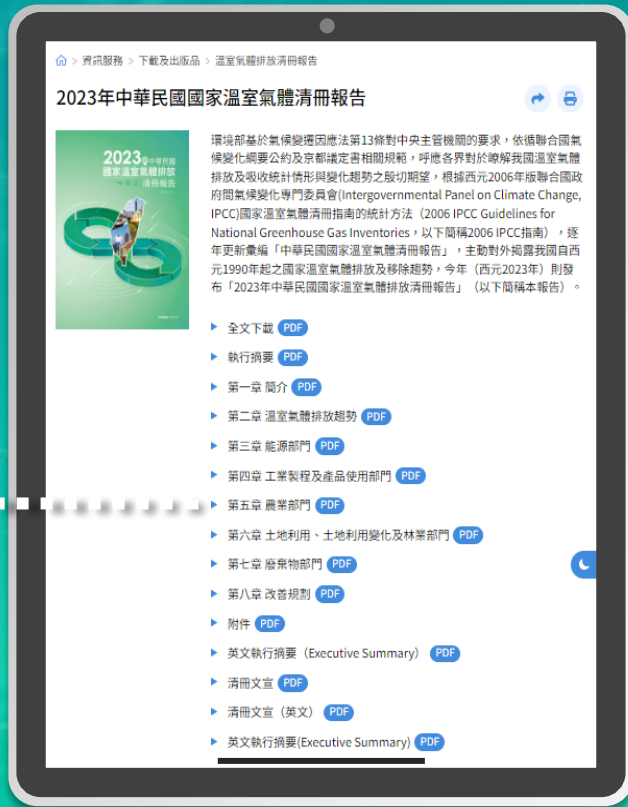 資訊服務 > 下載及出版品 > 溫室氣體排放清冊報告
2023年中華民國國家溫室氣體清冊報告
2023年中華民國
國家溫室氣體排放
清冊報告
環境部基於氣候變遷因應法第13條對中央主管機關的要求，依循聯合國氣
候變化綱要公約及京都議定書相關規範，呼應各界對於瞭解我國溫室氣體
排放及吸收統計情形與變化趨勢之殷切期望，根據西元2006年版聯合國政
府間氣候變化專門委員會(Intergovernmental Panel on Climate Change,
IPCC)國家溫室氣體清冊指南的統計方法（2006 IPCC Guidelines for
National Greenhouse Gas Inventories，以下簡稱2006 IPCC指南），逐
年更新彙編「中華民國國家溫室氣體清冊報告」，主動對外揭露我國自西
元1990年起之國家溫室氣體排放及移除趨勢，今年（西元2023年）則發
布「2023年中華民國國家溫室氣體排放清冊報告」（以下簡稱本報告）。
全文下載 PDF
執行摘要 PDF
第一章 簡介 PDF
第二章 溫室氣體排放趨勢 PDF
第三章 能源部門 PDF
第四章 工業製程及產品使用部門 PDF
第五章 農業部門 PDF
第六章 土地利用、土地利用變化及林業部門 PDF
第七章 廢棄物部門 PDF
第八章 改善規劃 PDF
附件 PDF
英文執行摘要（Executive Summary） PDF
清冊文宣 PDF
清冊文宣（英文） PDF
英文執行摘要(Executive Summary) PDF